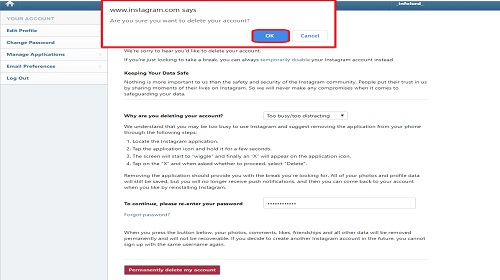 www.instagram.com says
Are you sure you want to delete your account?
OK
Cancel
_infolord_
YOUR ACCOUNT
Edit Profile
Change Password
Manage Applications
Email Preferences
Log Out
We're sorry to hear you'd like to delete your account.
If you're just looking to take a break, you can always temporarily disable your Instagram account instead
Keeping Your Data Safe
Nothing is more important to us than the safety and security of the Instagram community. People put their trust in us
by sharing moments of their lives on Instagram. So we will never make any compromises when it comes to
safeguarding your data.
Why are you deleting your account?
Too busy/too distracting
We understand that you may be too busy to use Instagram and suggest removing the application from your phone
through the following steps:
1. Locate the Instagram application.
2. Tap the application icon and hold it for a few seconds.
3. The screen will start to "wiggle" and finally an "X" will appear on the application icon.
4. Tap on the "X" and when asked whether to proceed select "Delete".
Removing the application should provide you with the break you're looking for. All of your photos and profile data
will still be saved, but you will no longer receive push notifications, and then you can come back to your account
when you like by reinstalling Instagram.
To continue, please re-enter your password
Forgot password?
When you press the button below, your photos, comments, likes, friendships and all other data will be removed
permanently and will not be recoverable. If you decide to create another Instagram account in the future, you cannot
sign up with the same username again.
Permanently delete my account